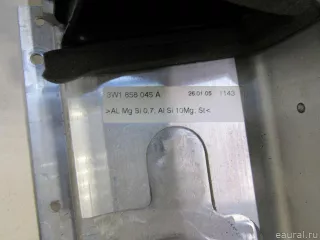 3W1 858 045 A 26.01.05 1143
>AL Mg Si 0.7, Al Si 10Mg, St<
eaural.ru